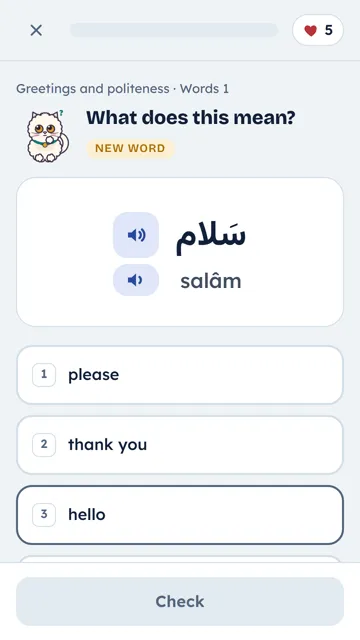 5
Greetings and politeness · Words 1
?
What does this mean?
NEW WORD
سَلام
salâm
1 please
2 thank you
3 hello
Check